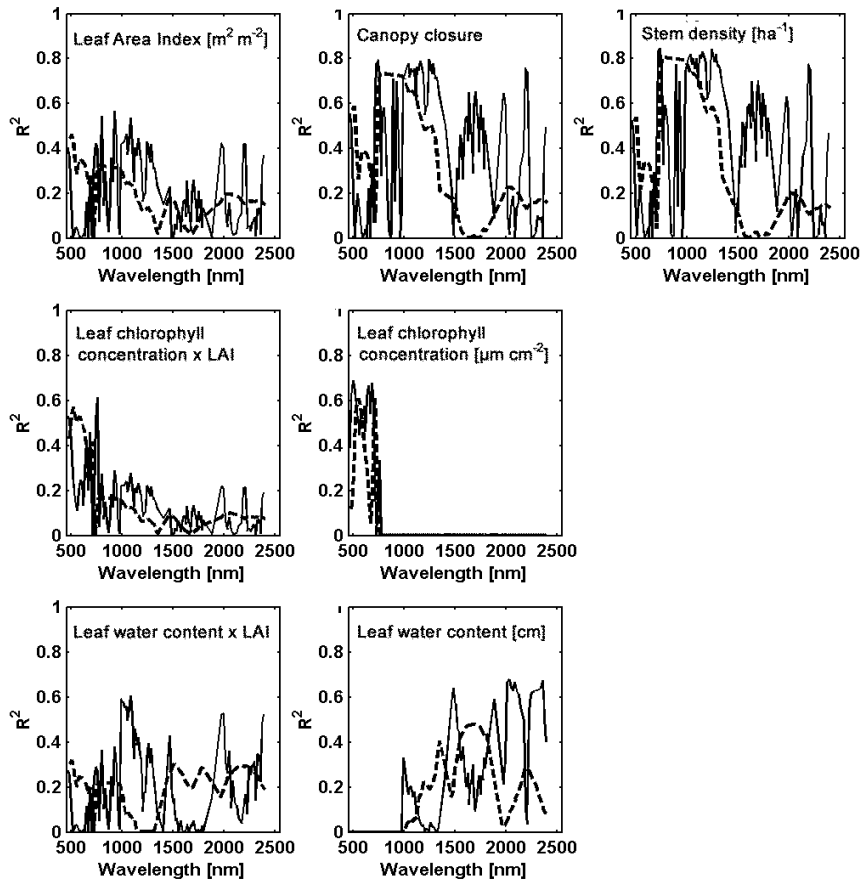 Leaf Area Index [m² m⁻²]
1
0.8
0.6
0.4
0.2
0
R²
500 1000 1500 2000 2500
Wavelength [nm]
Canopy closure
1
0.8
0.6
0.4
0.2
0
R²
500 1000 1500 2000 2500
Wavelength [nm]
Stem density [ha⁻¹]
1
0.8
0.6
0.4
0.2
0
R²
500 1000 1500 2000 2500
Wavelength [nm]
Leaf chlorophyll
concentration x LAI
1
0.8
0.6
0.4
0.2
0
R²
500 1000 1500 2000 2500
Wavelength [nm]
Leaf chlorophyll
concentration [µm cm⁻²]
1
0.8
0.6
0.4
0.2
0
R²
500 1000 1500 2000 2500
Wavelength [nm]
Leaf water content x LAI
1
0.8
0.6
0.4
0.2
0
R²
500 1000 1500 2000 2500
Wavelength [nm]
Leaf water content [cm]
1
0.8
0.6
0.4
0.2
0
R²
500 1000 1500 2000 2500
Wavelength [nm]